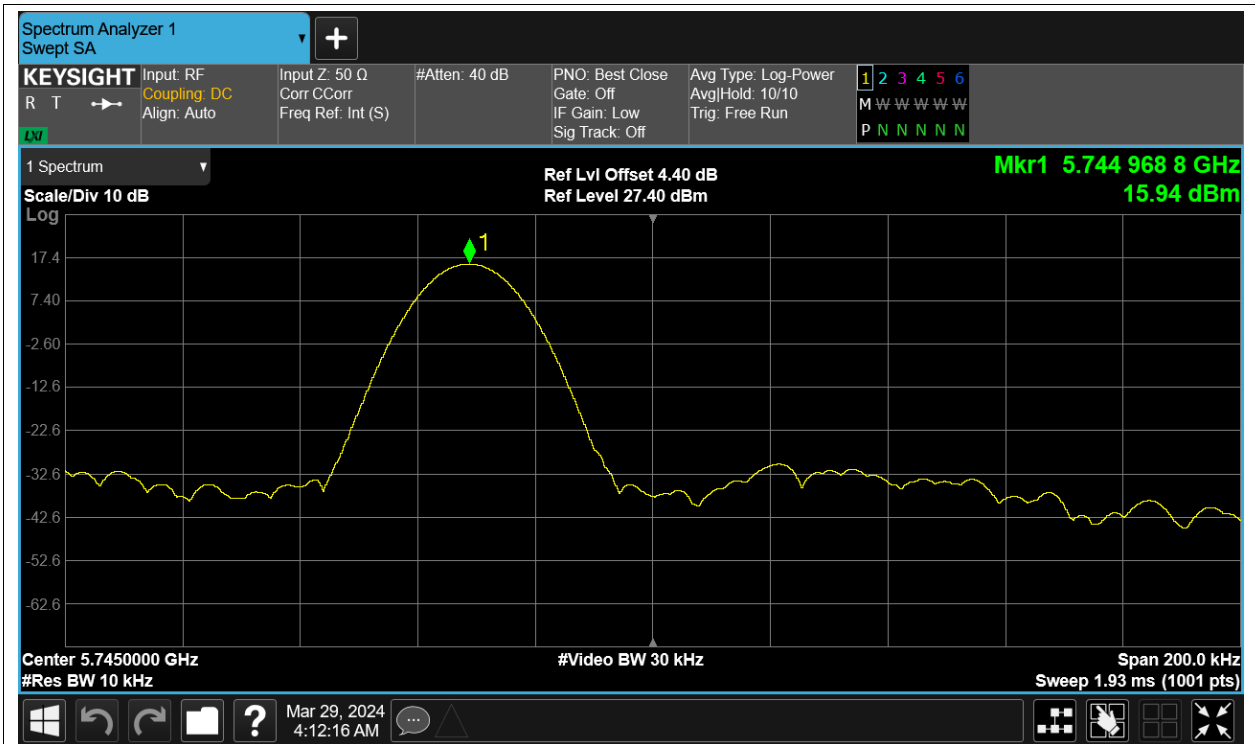 Spectrum Analyzer 1
Swept SA
KEYSIGHT
R T
LXI
Input: RF
Coupling: DC
Align: Auto
Input Z: 50 Ω
Corr CCorr
Freq Ref: Int (S)
#Atten: 40 dB
PNO: Best Close
Gate: Off
IF Gain: Low
Sig Track: Off
Avg Type: Log-Power
Avg|Hold: 10/10
Trig: Free Run
1 2 3 4 5 6
M W W W W W
P N N N N N
1 Spectrum
Scale/Div 10 dB
Ref Lvl Offset 4.40 dB
Ref Level 27.40 dBm
Mkr1 5.744 968 8 GHz
15.94 dBm
Log
1
17.4
7.40
-2.60
-12.6
-22.6
-32.6
-42.6
-52.6
-62.6
Center 5.7450000 GHz
#Video BW 30 kHz
Span 200.0 kHz
#Res BW 10 kHz
Sweep 1.93 ms (1001 pts)
?
Mar 29, 2024
4:12:16 AM